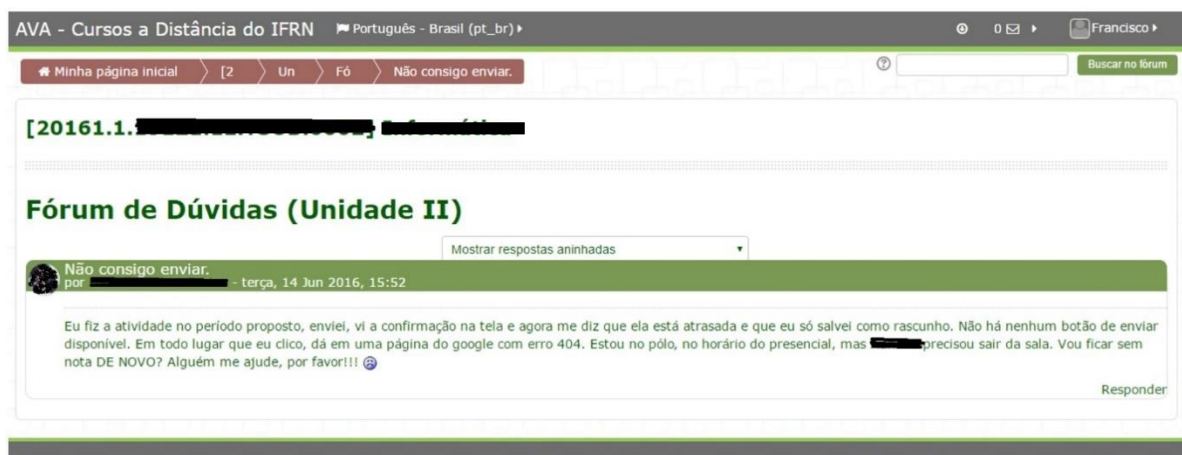 AVA - Cursos a Distância do IFRN Português - Brasil (pt_br) 0 Francisco
Minha página inicial [2 Un Fó Não consigo enviar. Buscar no fórum
[20161.1.
Fórum de Dúvidas (Unidade II)
Mostrar respostas aninhadas
Não consigo enviar.
por - terça, 14 Jun 2016, 15:52
Eu fiz a atividade no período proposto, enviei, vi a confirmação na tela e agora me diz que ela está atrasada e que eu só salvei como rascunho. Não há nenhum botão de enviar
disponível. Em todo lugar que eu clico, dá em uma página do google com erro 404. Estou no pólo, no horário do presencial, mas precisou sair da sala. Vou ficar sem
nota DE NOVO? Alguém me ajude, por favor!!!
Responder